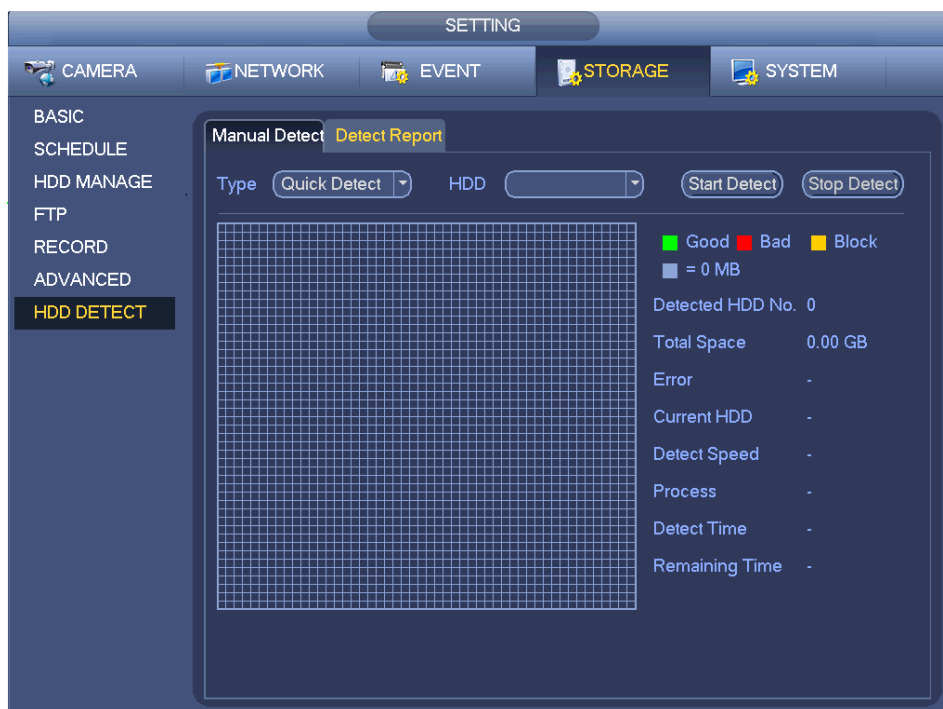 SETTING
CAMERA NETWORK EVENT STORAGE SYSTEM
BASIC
SCHEDULE
HDD MANAGE
FTP
RECORD
ADVANCED
HDD DETECT
Manual Detect Detect Report
Type Quick Detect HDD Start Detect Stop Detect
Good Bad Block
= 0 MB
Detected HDD No. 0
Total Space 0.00 GB
Error -
Current HDD -
Detect Speed -
Process -
Detect Time -
Remaining Time -